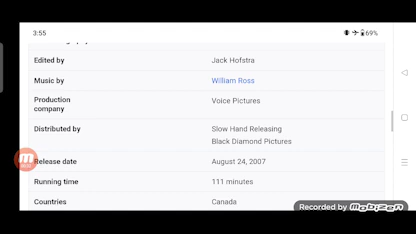 3:55
69%
Edited by Jack Hofstra
Music by William Ross
Production Voice Pictures
company
Distributed by Slow Hand Releasing
Black Diamond Pictures
Release date August 24, 2007
Running time 111 minutes
Countries Canada
Recorded by Mobizen